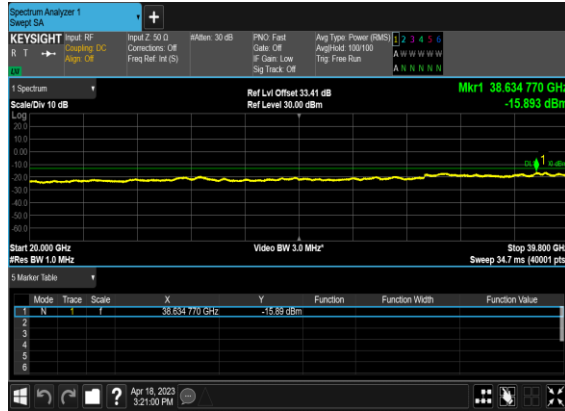 Spectrum Analyzer 1
Swept SA
+
KEYSIGHT Input: RF Input Z: 50 Ω #Atten: 30 dB PNO: Fast Avg Type: Power (RMS) 1 2 3 4 5 6
R T Coupling: DC Corrections: Off Gate: Off Avg|Hold: 100/100 A W W W W W
Align: Off Freq Ref: Int (S) IF Gain: Low Trig: Free Run
LXI Sig Track: Off A N N N N N
1 Spectrum Ref Lvl Offset 33.41 dB Mkr1 38.634 770 GHz
Scale/Div 10 dB Ref Level 30.00 dBm -15.893 dBm
Log
20.0
10.0
0.00
-10.0 1
-20.0
-30.0
-40.0
-50.0
-60.0
Start 20.000 GHz Video BW 3.0 MHz* Stop 39.800 GHz
#Res BW 1.0 MHz Sweep 34.7 ms (40001 pts)
5 Marker Table
Mode Trace Scale X Y Function Function Width Function Value
1 N 1 f 38.634 770 GHz -15.89 dBm
2
3
4
5
6
? Apr 18, 2023
3:21:00 PM